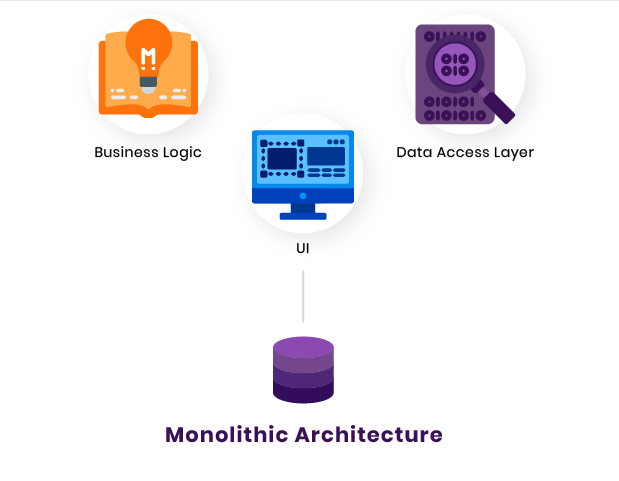 M
Business Logic
Data Access Layer
UI
Monolithic Architecture